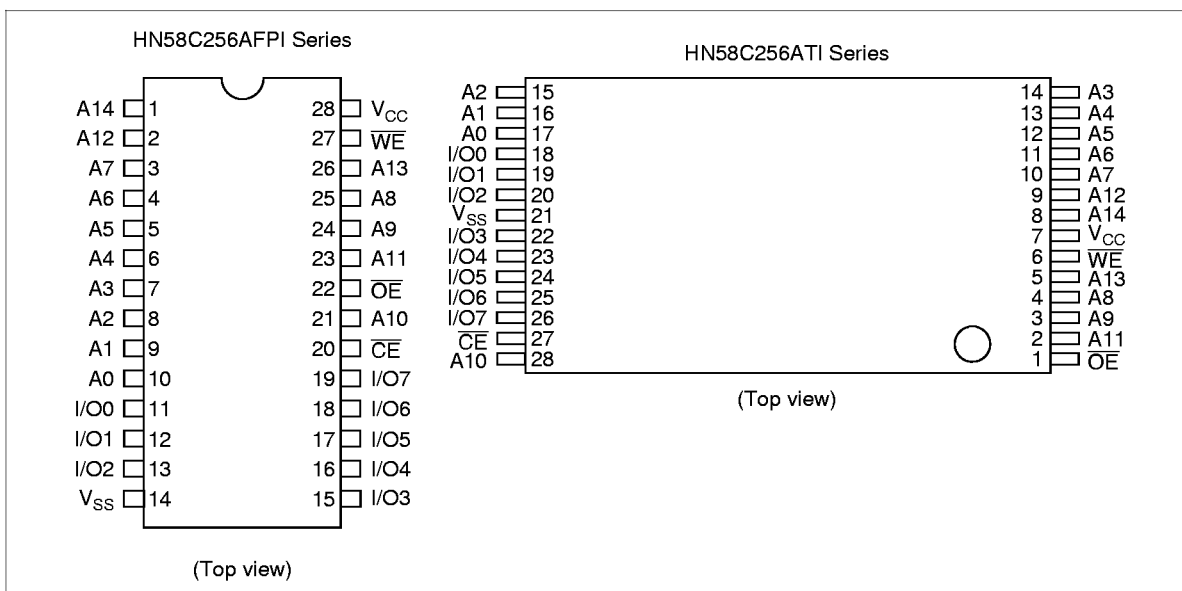 HN58C256AFPI Series
A14 1 28 VCC
A12 2 27 W̅E̅
A7 3 26 A13
A6 4 25 A8
A5 5 24 A9
A4 6 23 A11
A3 7 22 O̅E̅
A2 8 21 A10
A1 9 20 C̅E̅
A0 10 19 I/O7
I/O0 11 18 I/O6
I/O1 12 17 I/O5
I/O2 13 16 I/O4
VSS 14 15 I/O3
(Top view)
HN58C256ATI Series
A2 15 14 A3
A1 16 13 A4
A0 17 12 A5
I/O0 18 11 A6
I/O1 19 10 A7
I/O2 20 9 A12
VSS 21 8 A14
I/O3 22 7 VCC
I/O4 23 6 W̅E̅
I/O5 24 5 A13
I/O6 25 4 A8
I/O7 26 3 A9
C̅E̅ 27 2 A11
A10 28 1 O̅E̅
(Top view)